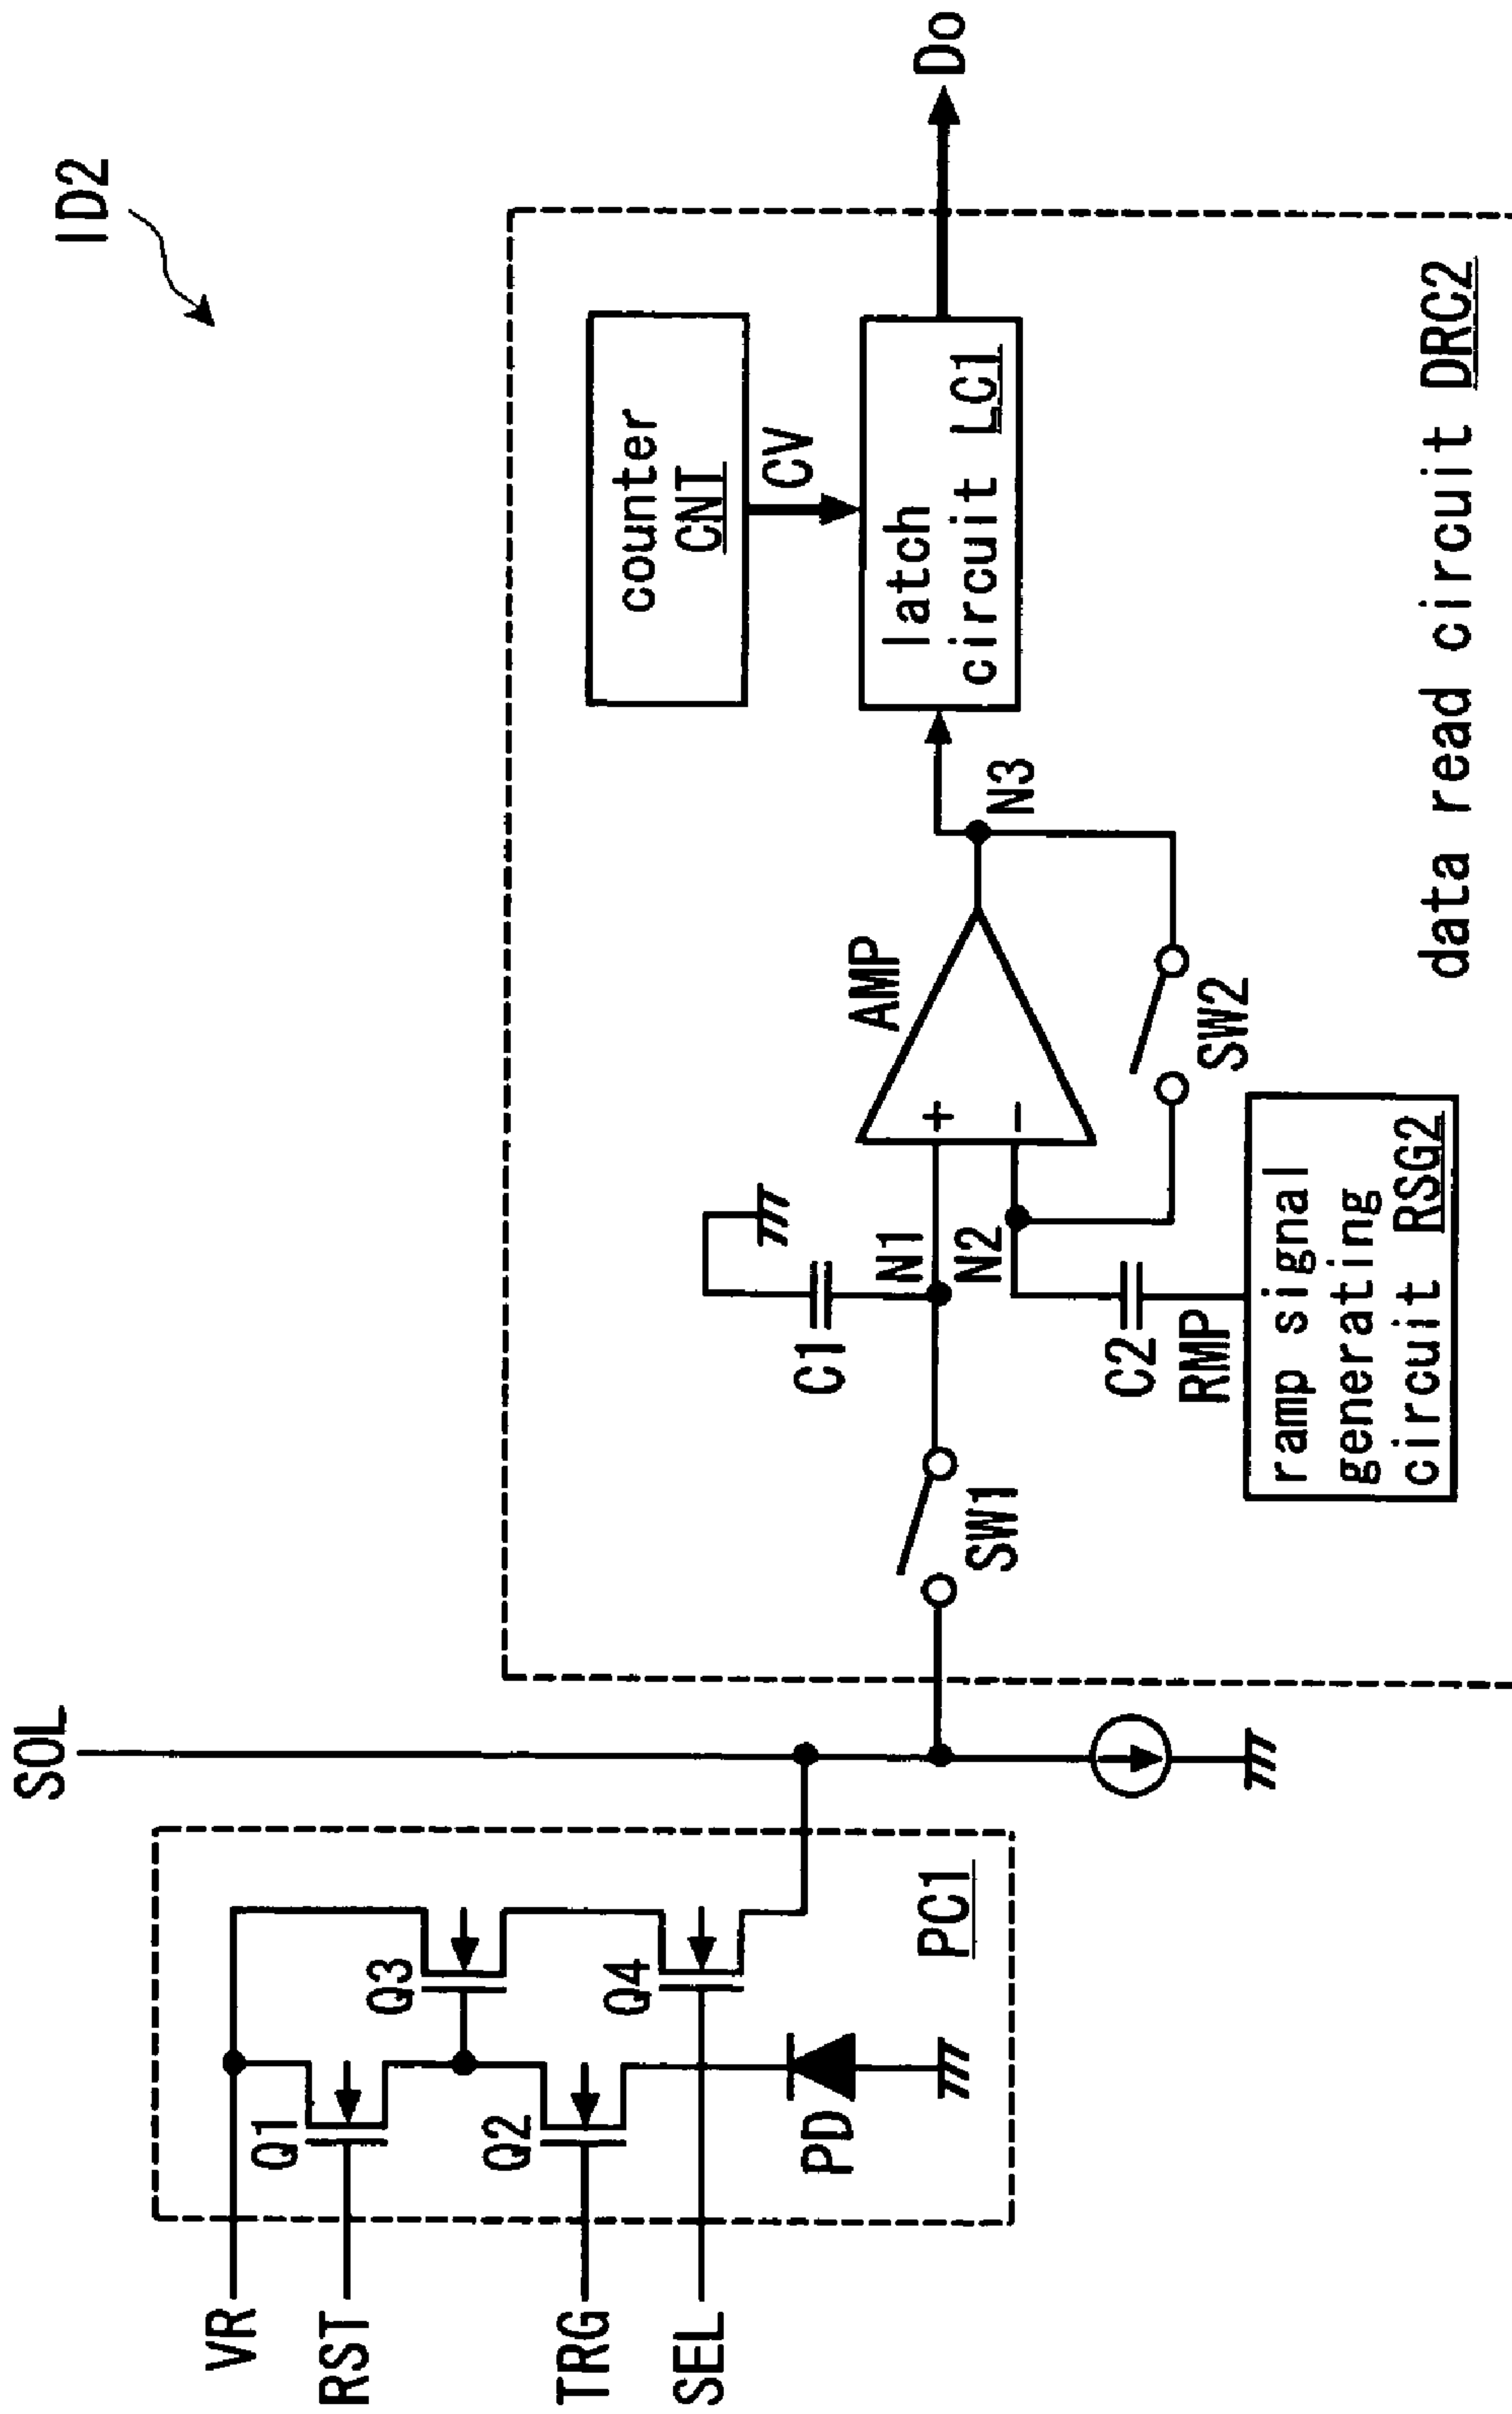 ID2
SOL
VR
RST
TRG
SEL
Q1
Q3
Q2
Q4
PD
PC1
SW1
C1
N1
N2
C2
RMP
ramp signal
generating
circuit RSG2
AMP
+
−
SW2
N3
counter
CNT
CV
latch
circuit LC1
Do
data read circuit DRC2